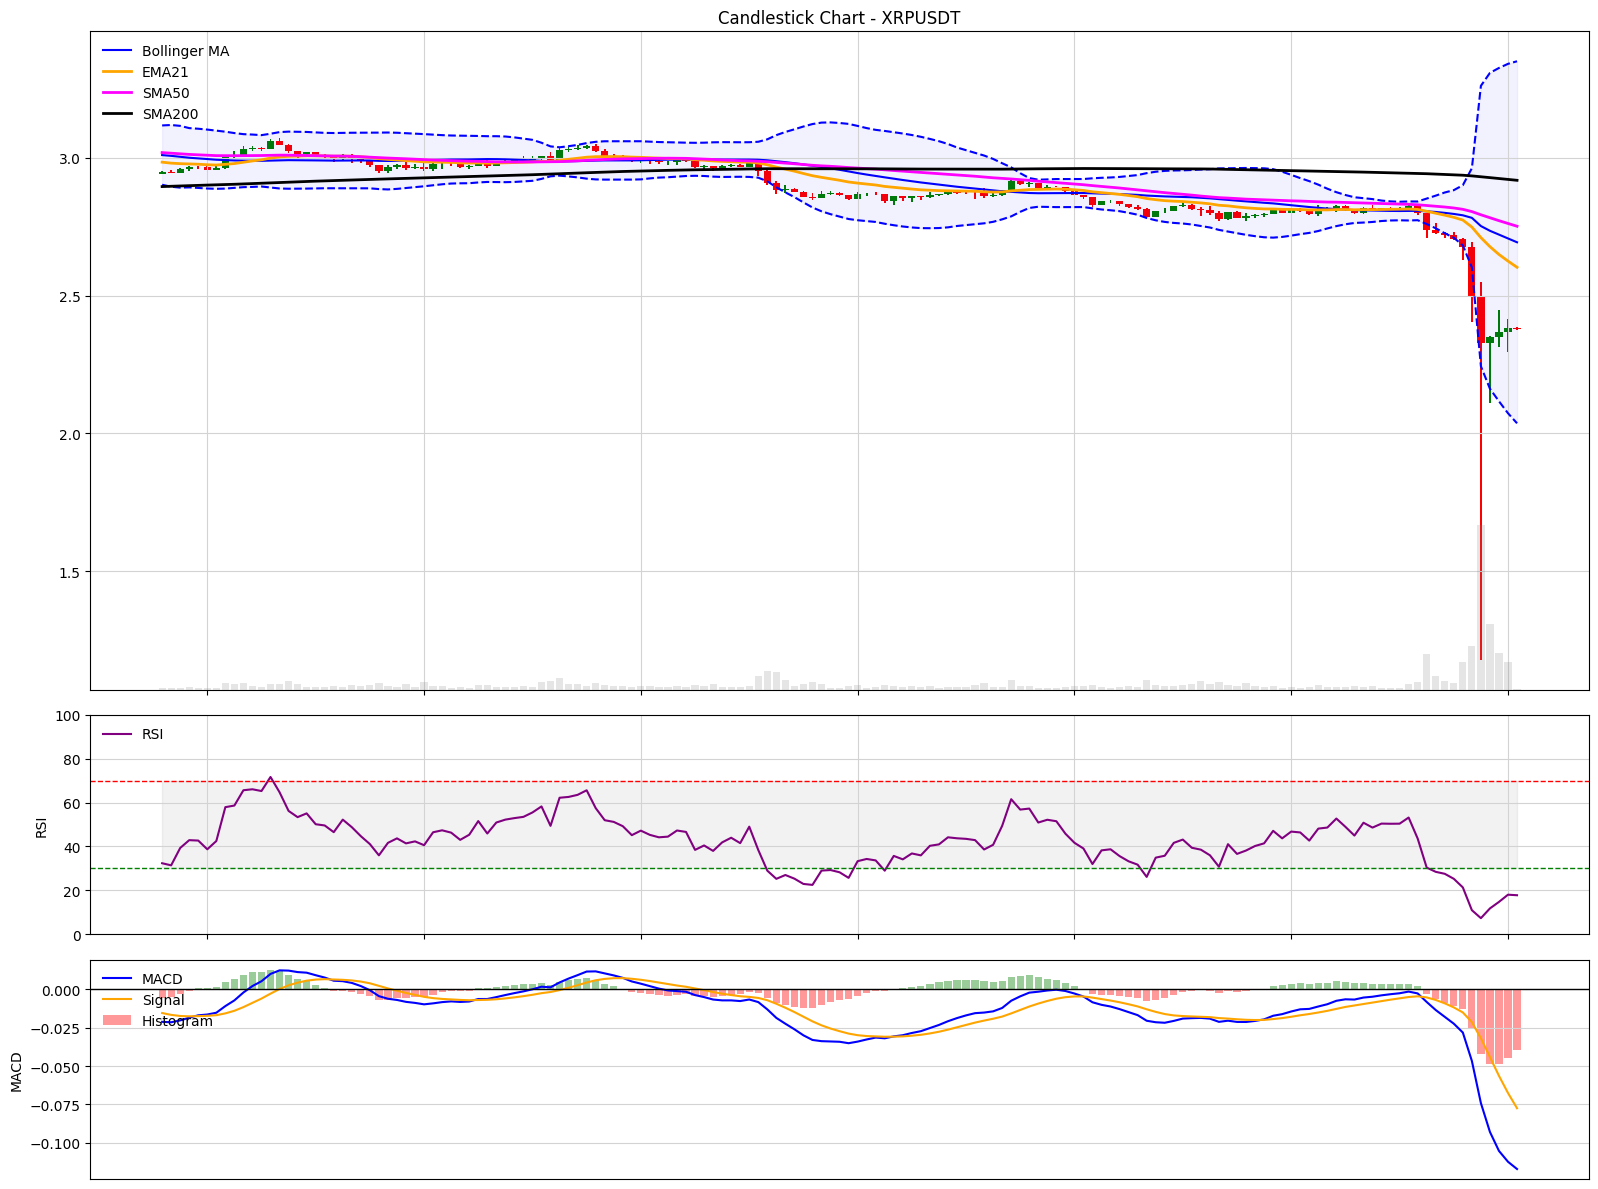 Candlestick Chart - XRPUSDT
Bollinger MA
EMA21
SMA50
SMA200
3.0
2.5
2.0
1.5
RSI
100
80
60
40
20
0
RSI
MACD
Signal
Histogram
0.000
−0.025
−0.050
−0.075
−0.100
MACD